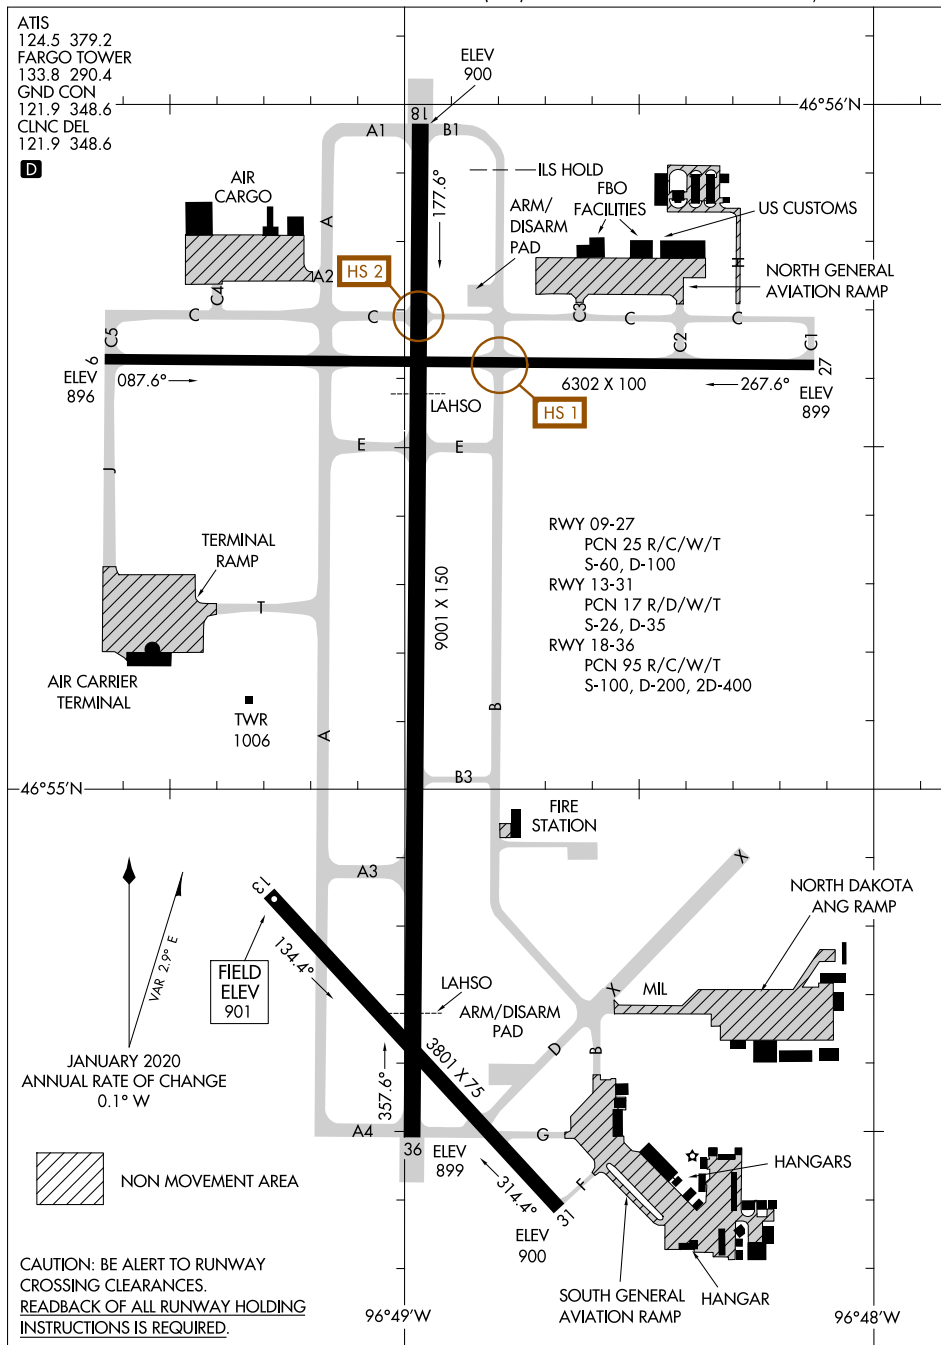 ATIS
124.5 379.2
FARGO TOWER
133.8 290.4
GND CON
121.9 348.6
CLNC DEL
121.9 348.6
D
ELEV
900
46°56'N
18
A1
B1
ILS HOLD
177.6°
AIR
CARGO
A
ARM/
DISARM
PAD
FBO
FACILITIES
US CUSTOMS
H
NORTH GENERAL
AVIATION RAMP
HS 2
A2
C4
C
C
C3
C
C2
C
C1
C5
9
27
ELEV
896
087.6°
6302 X 100
267.6°
ELEV
899
LAHSO
HS 1
E
E
J
RWY 09-27
PCN 25 R/C/W/T
S-60, D-100
RWY 13-31
PCN 17 R/D/W/T
S-26, D-35
RWY 18-36
PCN 95 R/C/W/T
S-100, D-200, 2D-400
TERMINAL
RAMP
T
9001 X 150
AIR CARRIER
TERMINAL
TWR
1006
A
B
B3
46°55'N
FIRE
STATION
A3
X
13
NORTH DAKOTA
ANG RAMP
VAR 2.9° E
134.4°
FIELD
ELEV
901
LAHSO
ARM/DISARM
PAD
X
MIL
D
B
JANUARY 2020
ANNUAL RATE OF CHANGE
0.1° W
357.6°
3801 X 75
A4
36
ELEV
899
G
HANGARS
NON MOVEMENT AREA
314.4°
F
31
ELEV
900
CAUTION: BE ALERT TO RUNWAY
CROSSING CLEARANCES.
READBACK OF ALL RUNWAY HOLDING
INSTRUCTIONS IS REQUIRED.
SOUTH GENERAL
AVIATION RAMP
HANGAR
96°49'W
96°48'W